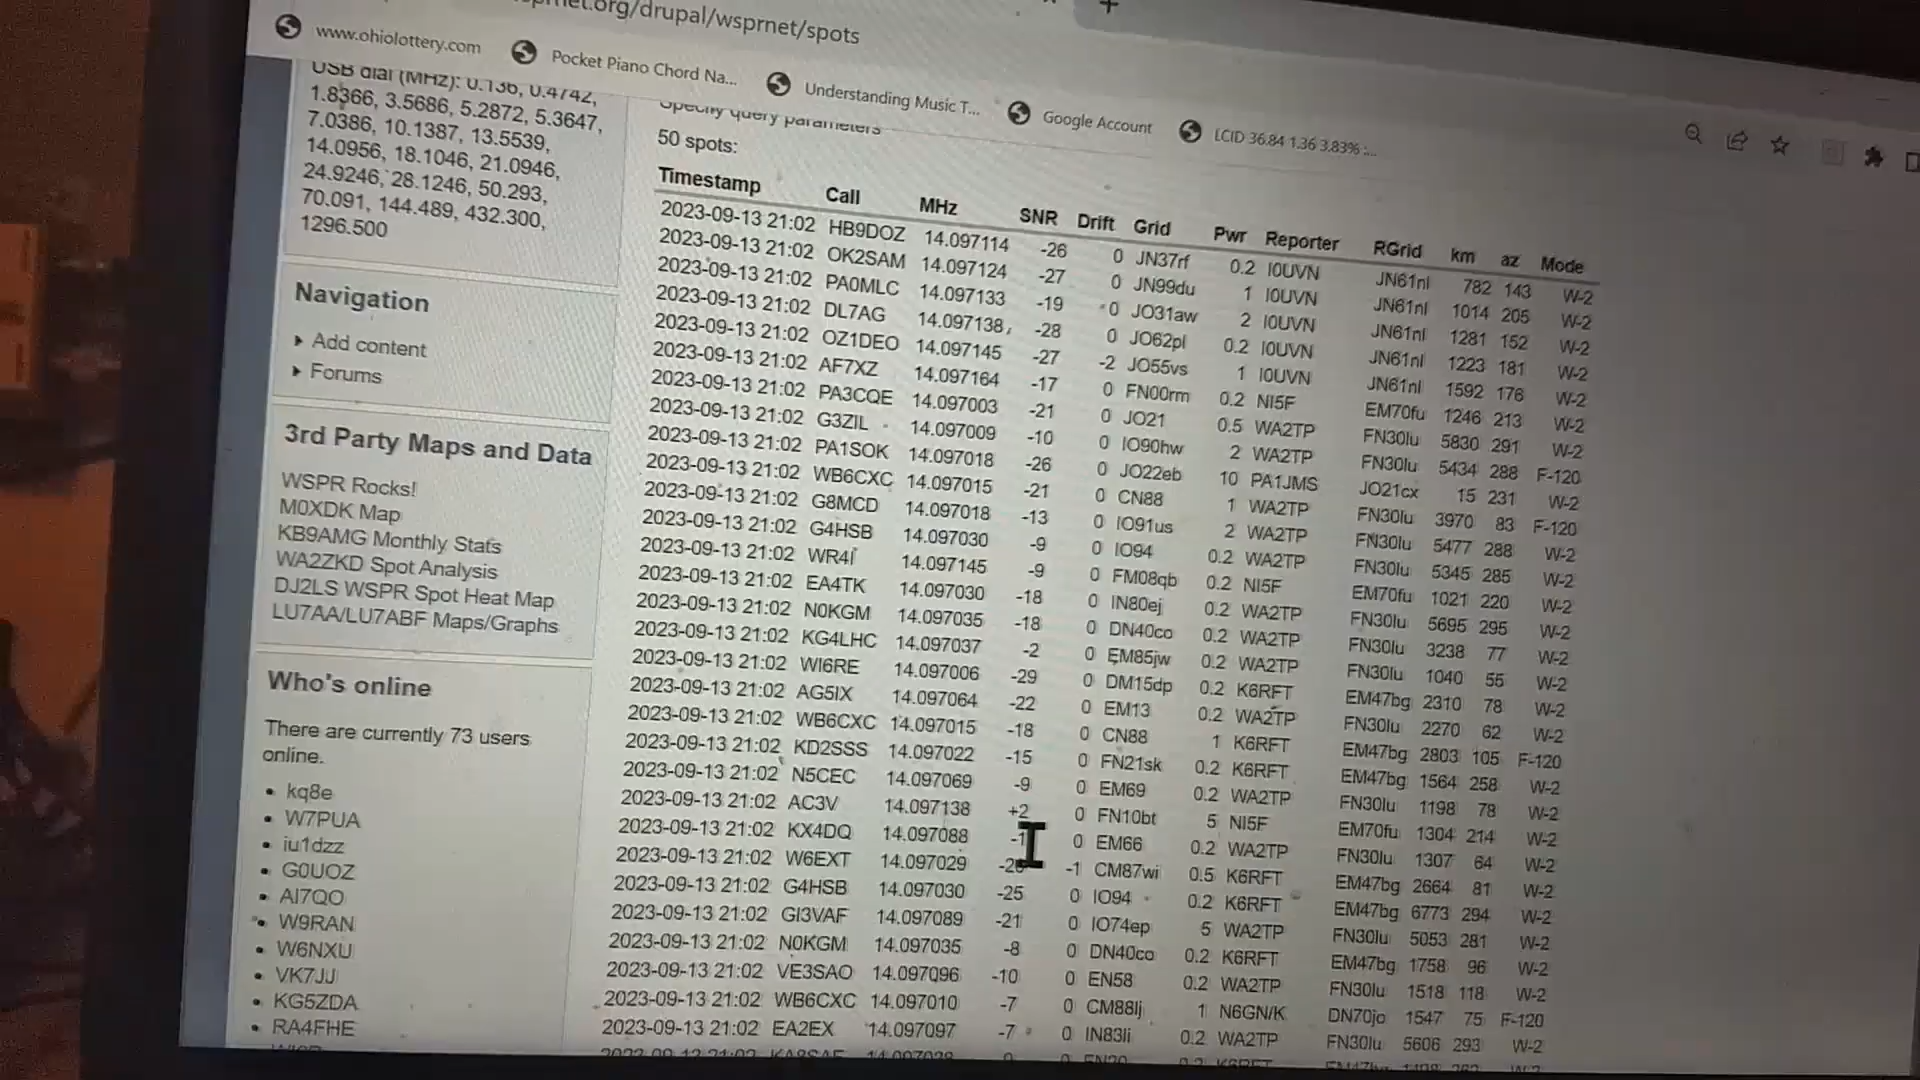 sprnet.org/drupal/wsprnet/spots
www.ohiolottery.com Pocket Piano Chord Na... Understanding Music T... Google Account LCID 36.84 1.36 3.83% :...
USB dial (MHz): 0.136, 0.4742,
1.8366, 3.5686, 5.2872, 5.3647,
7.0386, 10.1387, 13.5539,
14.0956, 18.1046, 21.0946,
24.9246, 28.1246, 50.293,
70.091, 144.489, 432.300,
1296.500
Navigation
Add content
Forums
3rd Party Maps and Data
WSPR Rocks!
M0XDK Map
KB9AMG Monthly Stats
WA2ZKD Spot Analysis
DJ2LS WSPR Spot Heat Map
LU7AA/LU7ABF Maps/Graphs
Who's online
There are currently 73 users
online.
kq8e
W7PUA
iu1dzz
G0UOZ
AI7QO
W9RAN
W6NXU
VK7JJ
KG5ZDA
RA4FHE
Specify query parameters
50 spots:
Timestamp Call MHz SNR Drift Grid Pwr Reporter RGrid km az Mode
2023-09-13 21:02 HB9DOZ 14.097114 -26 0 JN37rf 0.2 I0UVN JN61nl 782 143 W-2
2023-09-13 21:02 OK2SAM 14.097124 -27 0 JN99du 1 I0UVN JN61nl 1014 205 W-2
2023-09-13 21:02 PA0MLC 14.097133 -19 0 JO31aw 2 I0UVN JN61nl 1281 152 W-2
2023-09-13 21:02 DL7AG 14.097138 -28 0 JO62pl 0.2 I0UVN JN61nl 1223 181 W-2
2023-09-13 21:02 OZ1DEO 14.097145 -27 -2 JO55vs 1 I0UVN JN61nl 1592 176 W-2
2023-09-13 21:02 AF7XZ 14.097164 -17 0 FN00rm 0.2 NI5F EM70fu 1246 213 W-2
2023-09-13 21:02 PA3CQE 14.097003 -21 0 JO21 0.5 WA2TP FN30lu 5830 291 W-2
2023-09-13 21:02 G3ZIL 14.097009 -10 0 IO90hw 2 WA2TP FN30lu 5434 288 F-120
2023-09-13 21:02 PA1SOK 14.097018 -26 0 JO22eb 10 PA1JMS JO21cx 15 231 W-2
2023-09-13 21:02 WB6CXC 14.097015 -21 0 CN88 1 WA2TP FN30lu 3970 83 F-120
2023-09-13 21:02 G8MCD 14.097018 -13 0 IO91us 2 WA2TP FN30lu 5477 288 W-2
2023-09-13 21:02 G4HSB 14.097030 -9 0 IO94 0.2 WA2TP FN30lu 5345 285 W-2
2023-09-13 21:02 WR4I 14.097145 -9 0 FM08qb 0.2 NI5F EM70fu 1021 220 W-2
2023-09-13 21:02 EA4TK 14.097030 -18 0 IN80ej 0.2 WA2TP FN30lu 5695 295 W-2
2023-09-13 21:02 N0KGM 14.097035 -18 0 DN40co 0.2 WA2TP FN30lu 3238 77 W-2
2023-09-13 21:02 KG4LHC 14.097037 -2 0 EM85jw 0.2 WA2TP FN30lu 1040 55 W-2
2023-09-13 21:02 WI6RE 14.097006 -29 0 DM15dp 0.2 K6RFT EM47bg 2310 78 W-2
2023-09-13 21:02 AG5IX 14.097064 -22 0 EM13 0.2 WA2TP FN30lu 2270 62 W-2
2023-09-13 21:02 WB6CXC 14.097015 -18 0 CN88 1 K6RFT EM47bg 2803 105 F-120
2023-09-13 21:02 KD2SSS 14.097022 -15 0 FN21sk 0.2 K6RFT EM47bg 1564 258 W-2
2023-09-13 21:02 N5CEC 14.097069 -9 0 EM69 0.2 WA2TP FN30lu 1198 78 W-2
2023-09-13 21:02 AC3V 14.097138 +2 0 FN10bt 5 NI5F EM70fu 1304 214 W-2
2023-09-13 21:02 KX4DQ 14.097088 0 EM66 0.2 WA2TP FN30lu 1307 64 W-2
2023-09-13 21:02 W6EXT 14.097029 -1 CM87wi 0.5 K6RFT EM47bg 2664 81 W-2
2023-09-13 21:02 G4HSB 14.097030 -25 0 IO94 0.2 K6RFT EM47bg 6773 294 W-2
2023-09-13 21:02 GI3VAF 14.097089 -21 0 IO74ep 5 WA2TP FN30lu 5053 281 W-2
2023-09-13 21:02 N0KGM 14.097035 -8 0 DN40co 0.2 K6RFT EM47bg 1758 96 W-2
2023-09-13 21:02 VE3SAO 14.097096 -10 0 EN58 0.2 WA2TP FN30lu 1518 118 W-2
2023-09-13 21:02 WB6CXC 14.097010 -7 0 CM88lj 1 N6GN/K DN70jo 1547 75 F-120
2023-09-13 21:02 EA2EX 14.097097 -7 0 IN83li 0.2 WA2TP FN30lu 5606 293 W-2